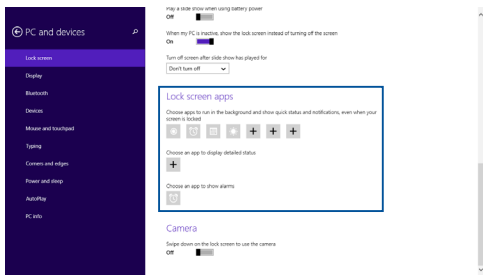 Play a slide show when using battery power
Off
PC and devices
When my PC is inactive, show the lock screen instead of turning off the screen
On
Lock screen
Turn off screen after slide show has played for
Don't turn off
Display
Bluetooth
Lock screen apps
Devices
Choose apps to run in the background and show quick status and notifications, even when your
screen is locked
Mouse and touchpad
Typing
Choose an app to display detailed status
Corners and edges
Power and sleep
Choose an app to show alarms
AutoPlay
PC info
Camera
Swipe down on the lock screen to use the camera
Off